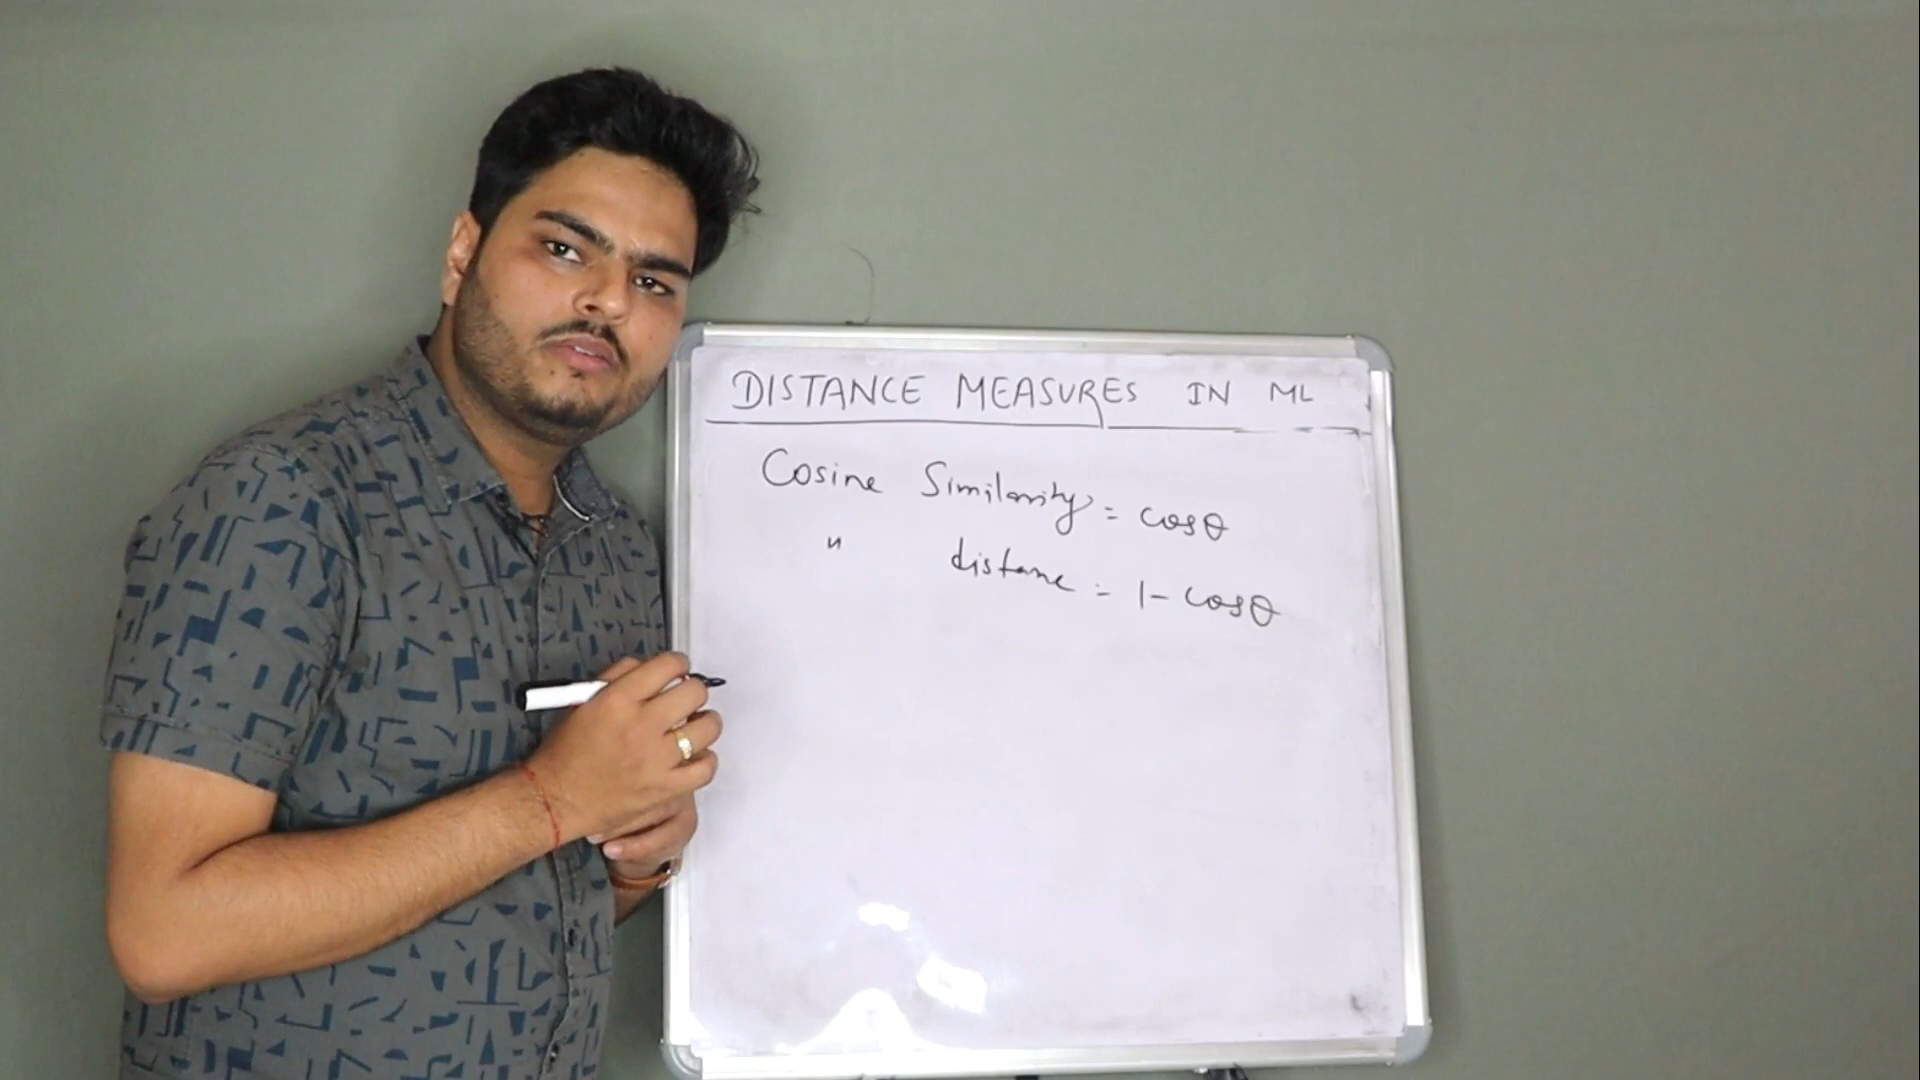 DISTANCE MEASURES IN ML
Cosine Similarity = cosθ
" distance = 1 - cosθ